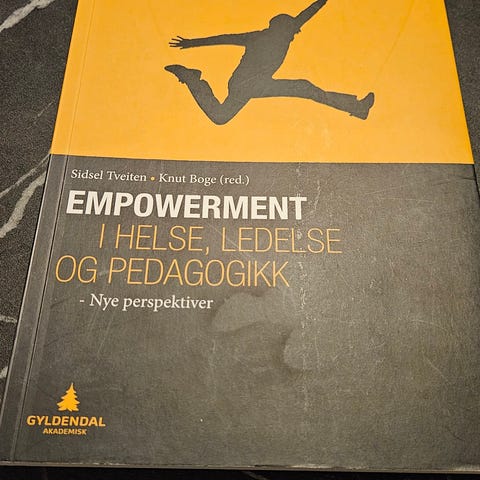 Sidsel Tveiten • Knut Boge (red.)
EMPOWERMENT
I HELSE, LEDELSE
OG PEDAGOGIKK
- Nye perspektiver
GYLDENDAL
AKADEMISK